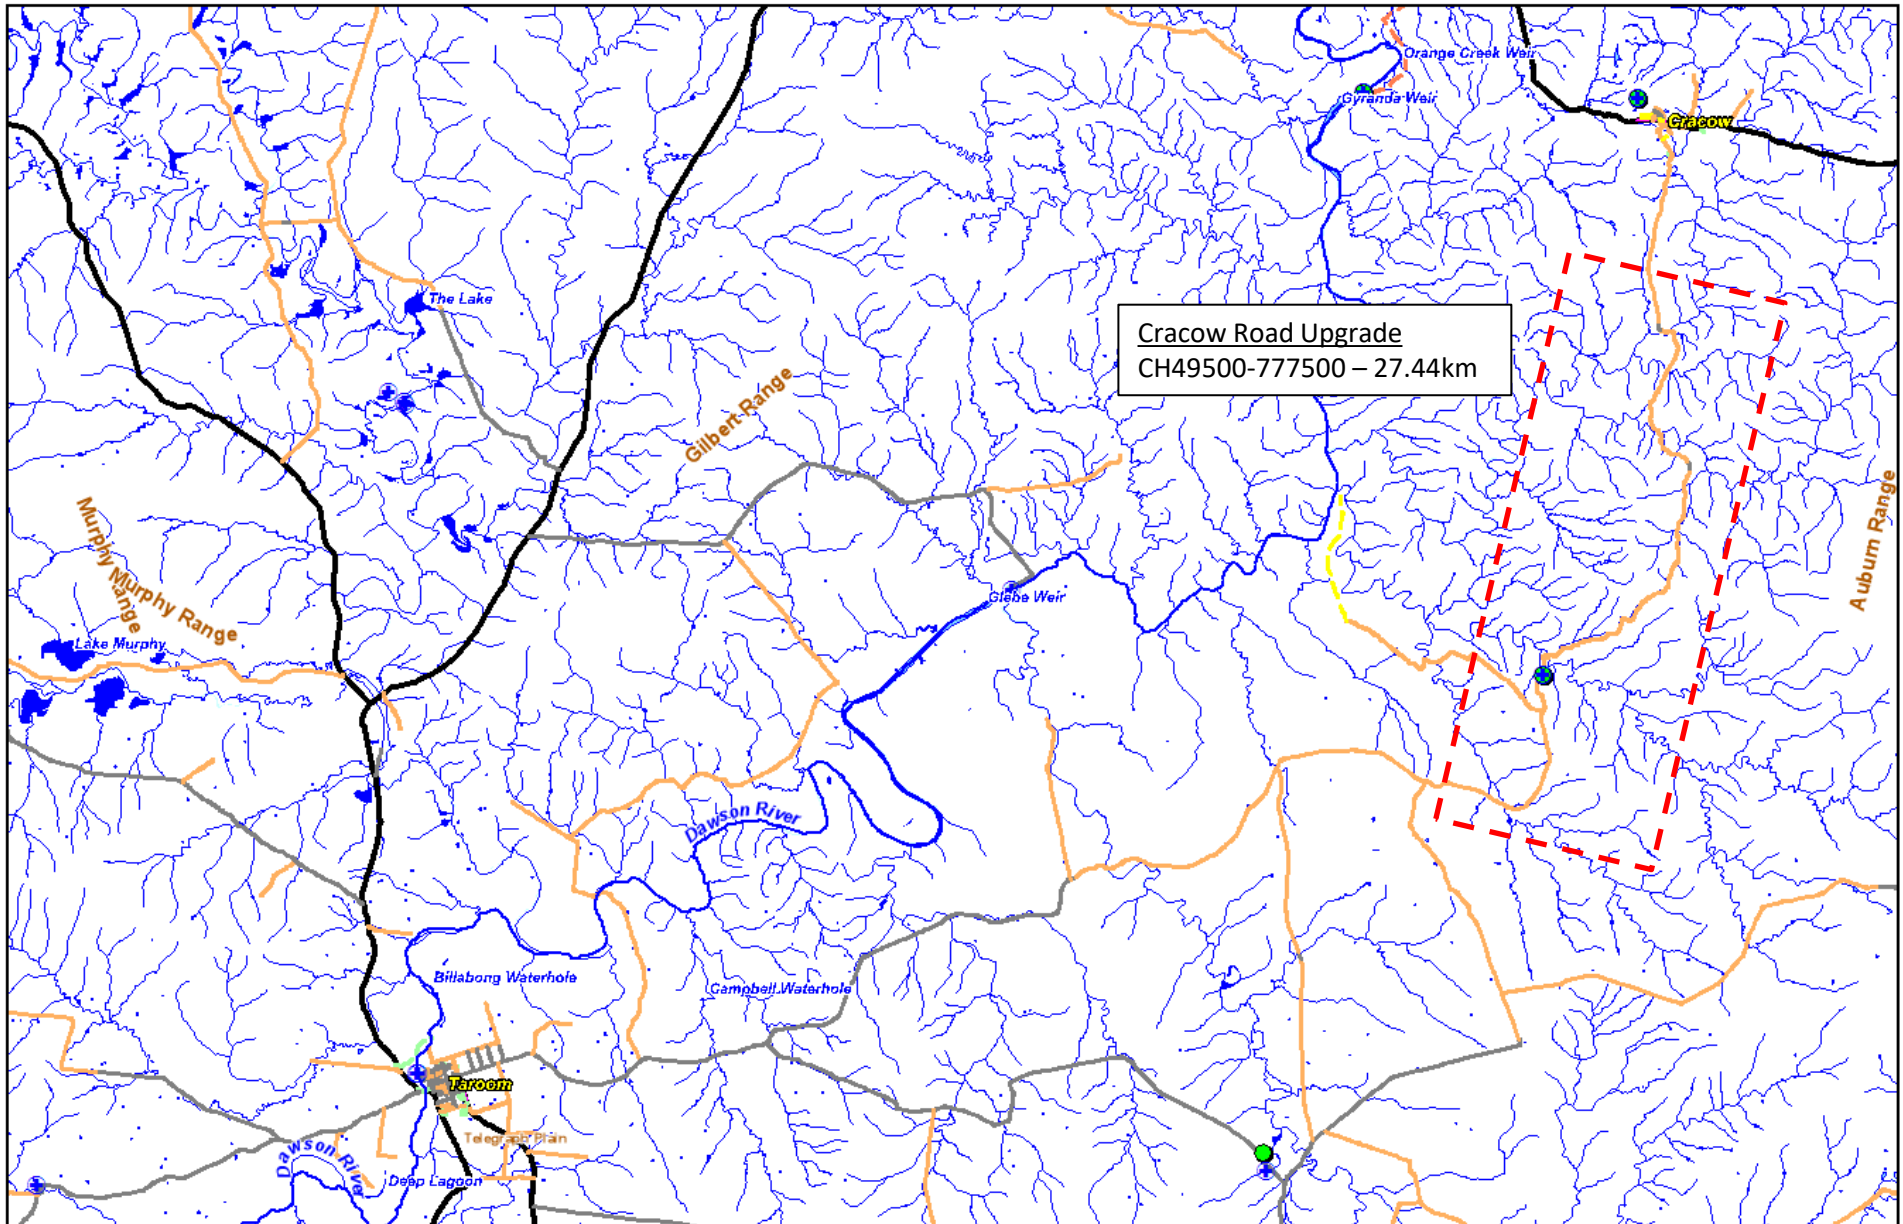 Orange Creek Weir
Gyranda Weir
Cracow
The Lake
Cracow Road Upgrade
CH49500-777500 – 27.44km
Gilbert Range
Auburn Range
Murphy Range
Murphy Range
Glebe Weir
Lake Murphy
Dawson River
Billabong Waterhole
Campbell Waterhole
Taroom
Telegraph Plain
Dawson River
Deep Lagoon